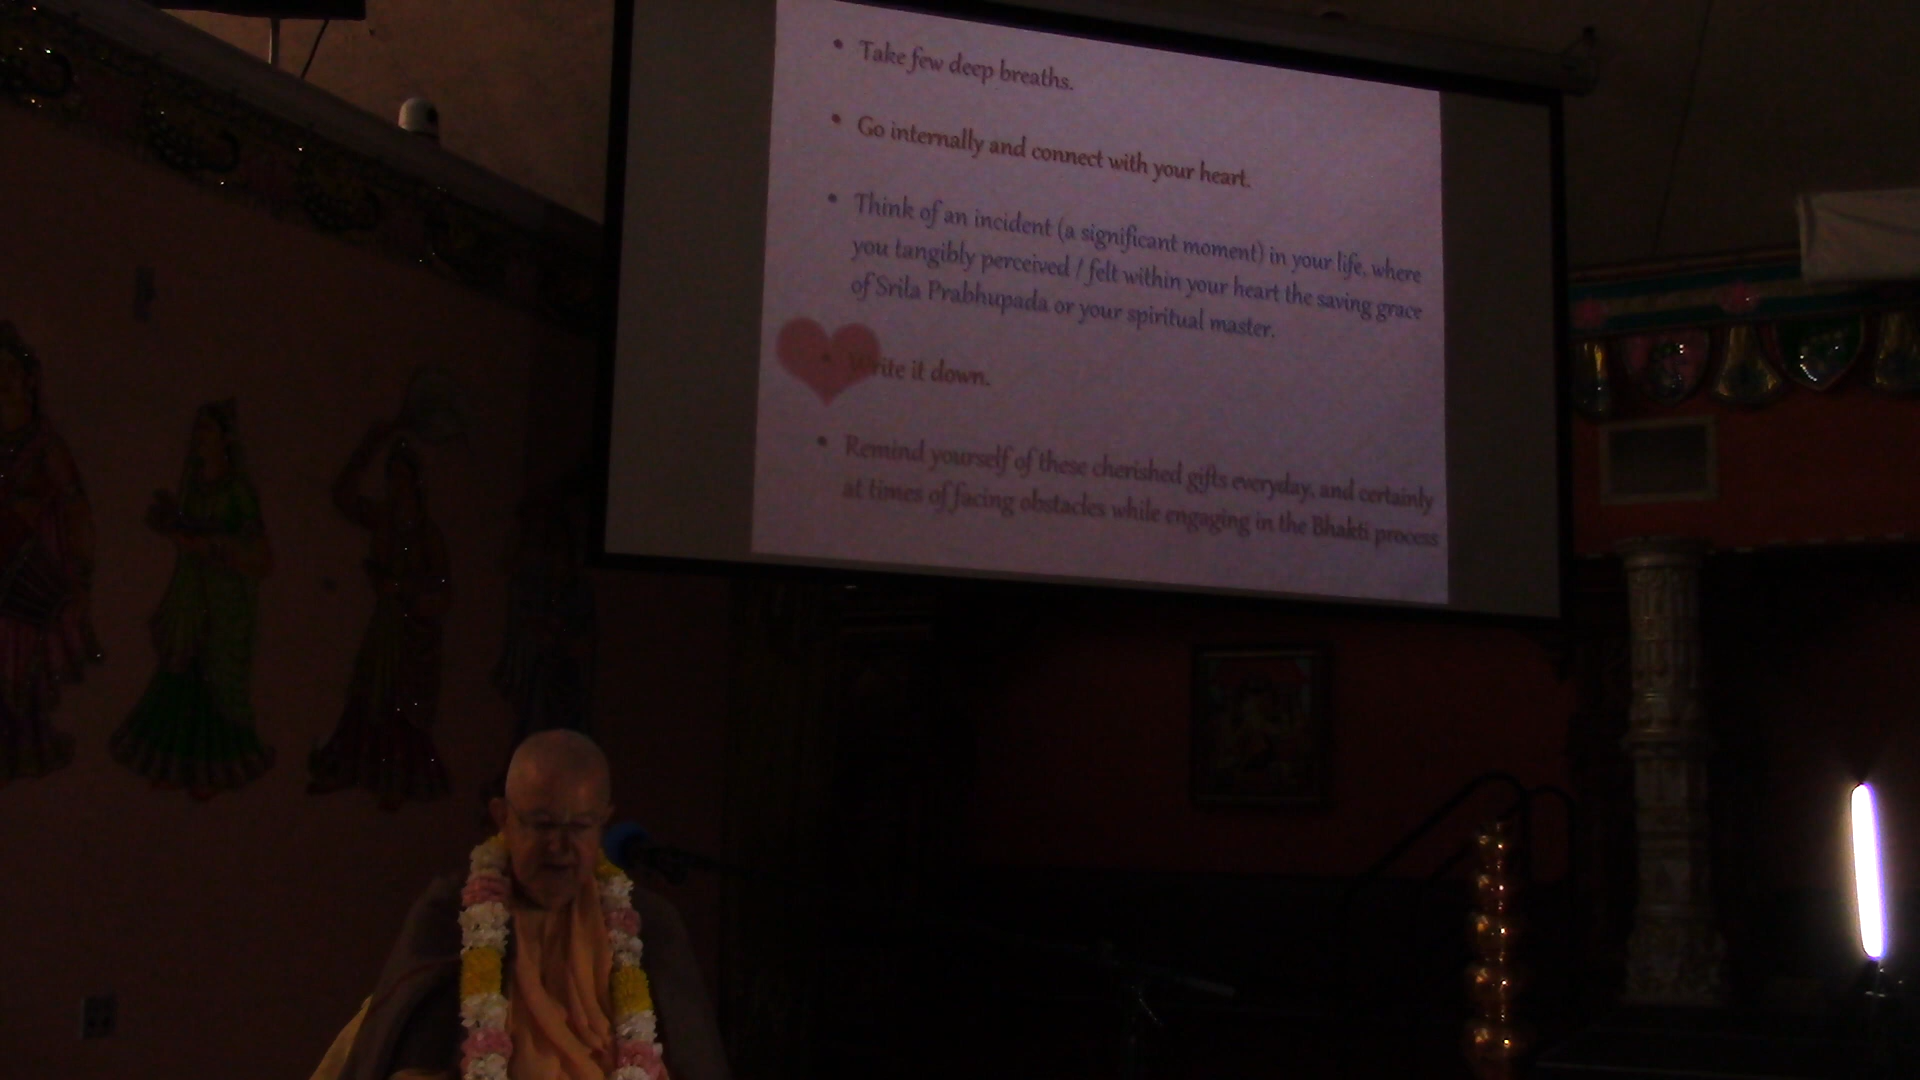 • Take few deep breaths.
• Go internally and connect with your heart.
• Think of an incident (a significant moment) in your life, where
you tangibly perceived / felt within your heart the saving grace
of Srila Prabhupada or your spiritual master.
• Write it down.
• Remind yourself of these cherished gifts everyday, and certainly
at times of facing obstacles while engaging in the Bhakti process